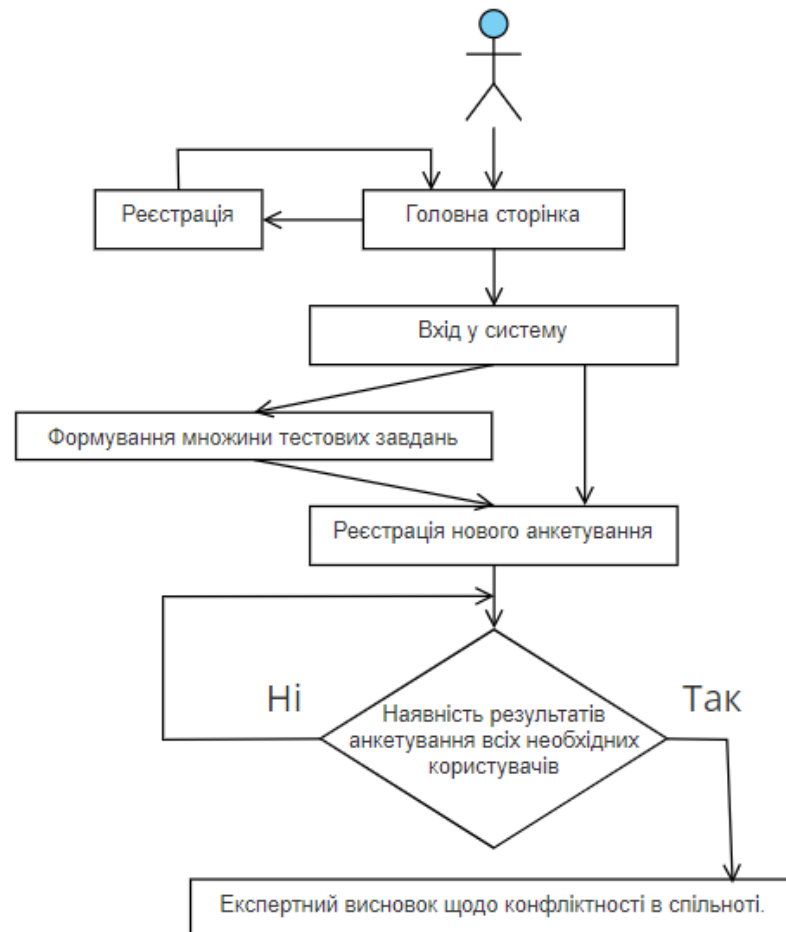 Реєстрація
Головна сторінка
Вхід у систему
Формування множини тестових завдань
Реєстрація нового анкетування
Ні
Так
Наявність результатів
анкетування всіх необхідних
користувачів
Експертний висновок щодо конфліктності в спільноті.